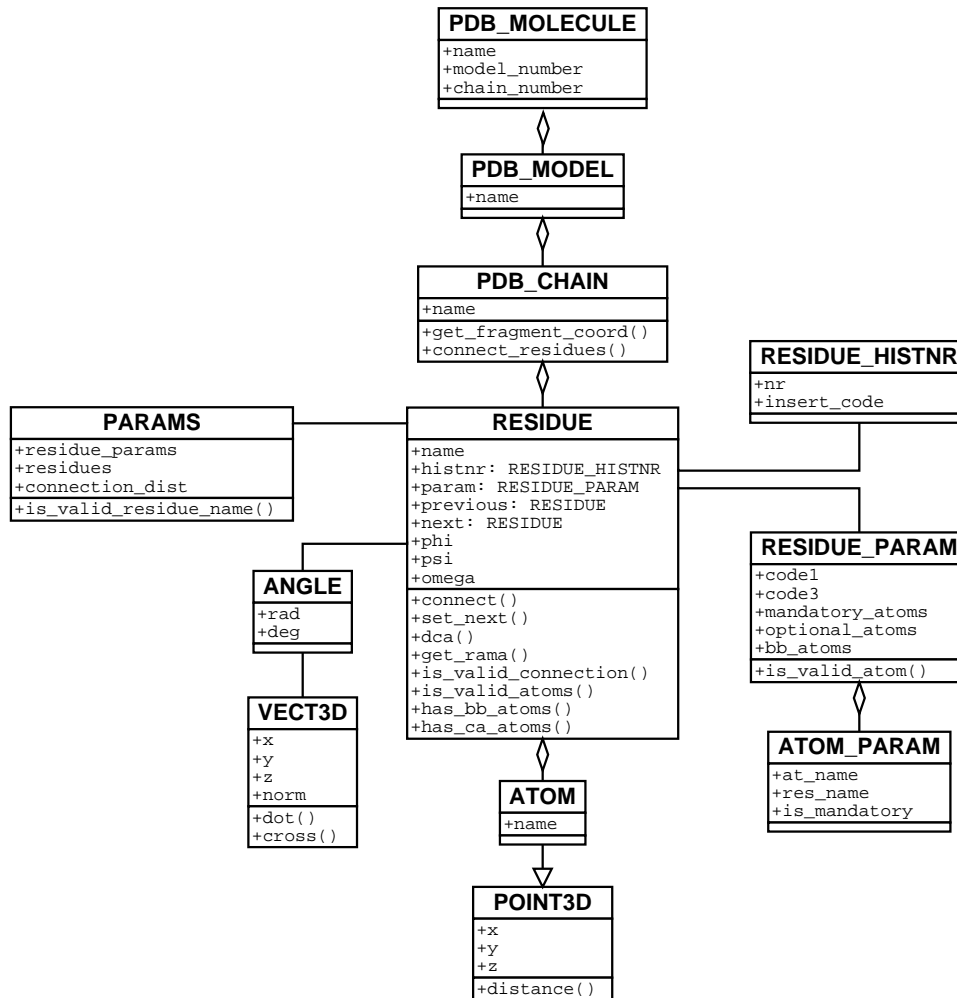 PDB_MOLECULE
+name
+model_number
+chain_number
PDB_MODEL
+name
PDB_CHAIN
+name
+get_fragment_coord()
+connect_residues()
RESIDUE_HISTNR
+nr
+insert_code
PARAMS
+residue_params
+residues
+connection_dist
+is_valid_residue_name()
RESIDUE
+name
+histnr: RESIDUE_HISTNR
+param: RESIDUE_PARAM
+previous: RESIDUE
+next: RESIDUE
+phi
+psi
+omega
+connect()
+set_next()
+dca()
+get_rama()
+is_valid_connection()
+is_valid_atoms()
+has_bb_atoms()
+has_ca_atoms()
RESIDUE_PARAM
+code1
+code3
+mandatory_atoms
+optional_atoms
+bb_atoms
+is_valid_atom()
ANGLE
+rad
+deg
VECT3D
+x
+y
+z
+norm
+dot()
+cross()
ATOM_PARAM
+at_name
+res_name
+is_mandatory
ATOM
+name
POINT3D
+x
+y
+z
+distance()